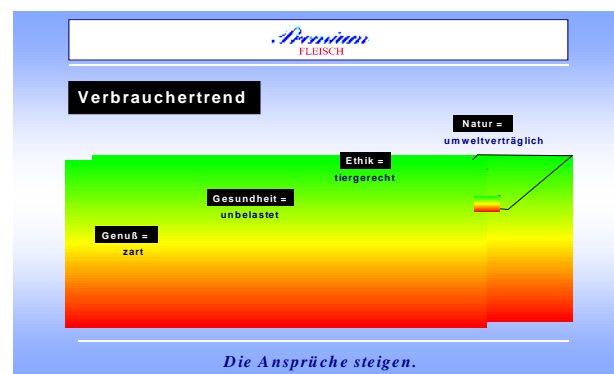 Premium
FLEISCH
Verbrauchertrend
Natur =
umweltverträglich
Ethik =
tiergerecht
Gesundheit =
unbelastet
Genuß =
zart
Die Ansprüche steigen.